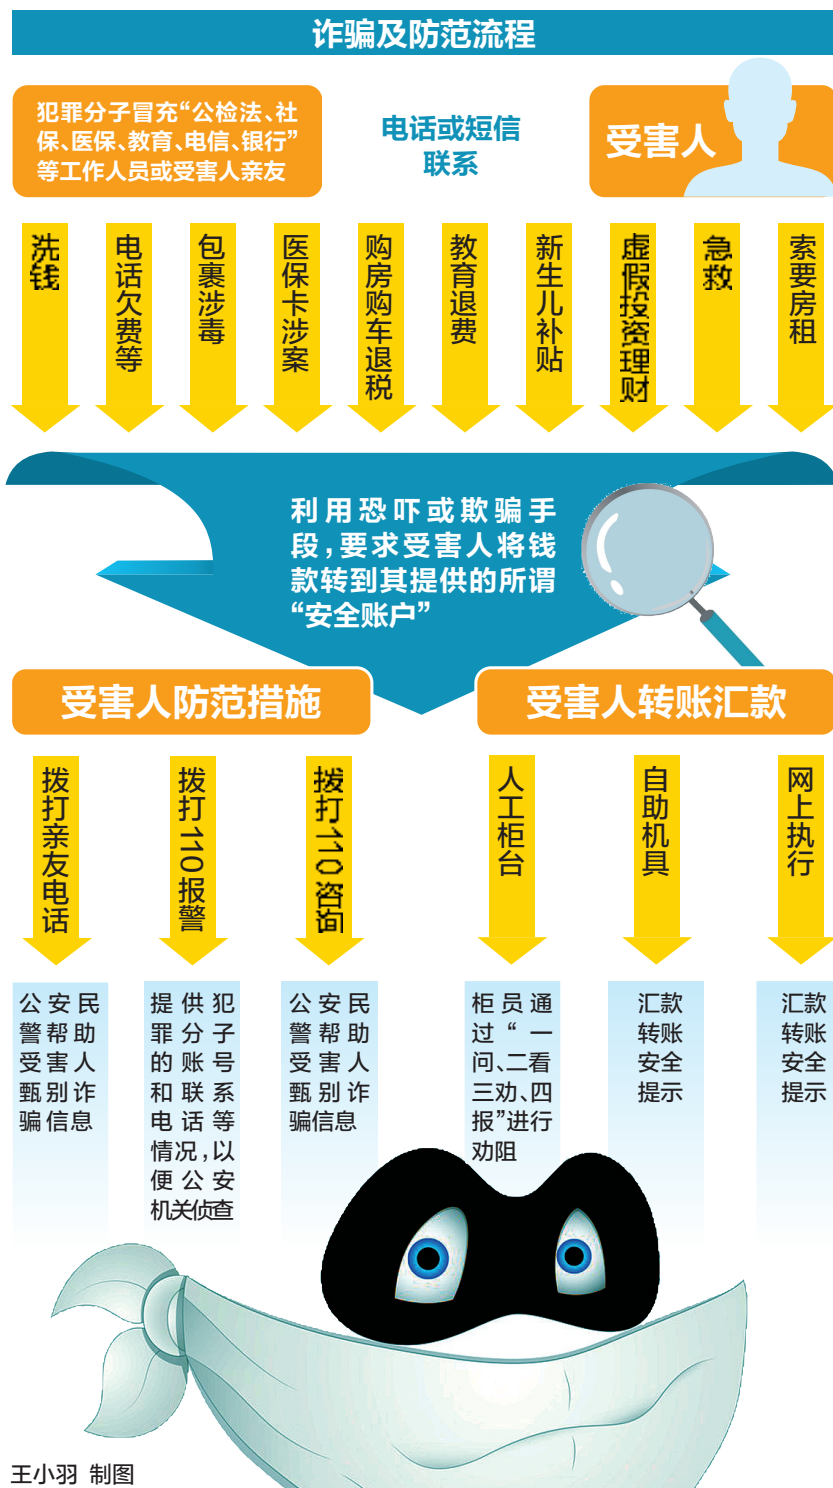 诈骗及防范流程
犯罪分子冒充“公检法、社
保、医保、教育、电信、银行”
等工作人员或受害人亲友
电话或短信
联系
受害人
洗钱
电话欠费等
包裹涉毒
医保卡涉案
购房购车退税
教育退费
新生儿补贴
虚假投资理财
急救
索要房租
利用恐吓或欺骗手
段,要求受害人将钱
款转到其提供的所谓
“安全账户”
受害人防范措施
受害人转账汇款
拨打亲友电话
拨打110报警
拨打110咨询
人工柜台
自助机具
网上执行
公安民
警帮助
受害人
甄别诈
骗信息
提供犯
罪分子
的账号
和联系
电话等
情况,以
便公安
机关侦查
公安民
警帮助
受害人
甄别诈
骗信息
柜员通
过“一
问、二看
三劝、四
报”进行
劝阻
汇款
转账
安全
提示
汇款
转账
安全
提示
王小羽 制图